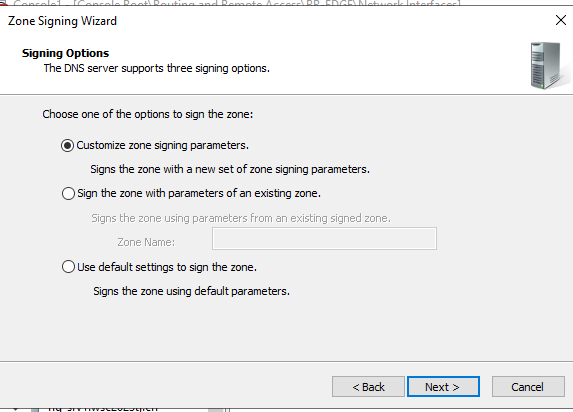 Console1 - [Console Root\Routing and Remote Access\BR-EDGE\Network Interfaces]
Zone Signing Wizard
Signing Options
The DNS server supports three signing options.
Choose one of the options to sign the zone:
Customize zone signing parameters.
Signs the zone with a new set of zone signing parameters.
Sign the zone with parameters of an existing zone.
Signs the zone using parameters from an existing signed zone.
Zone Name:
Use default settings to sign the zone.
Signs the zone using default parameters.
< Back
Next >
Cancel